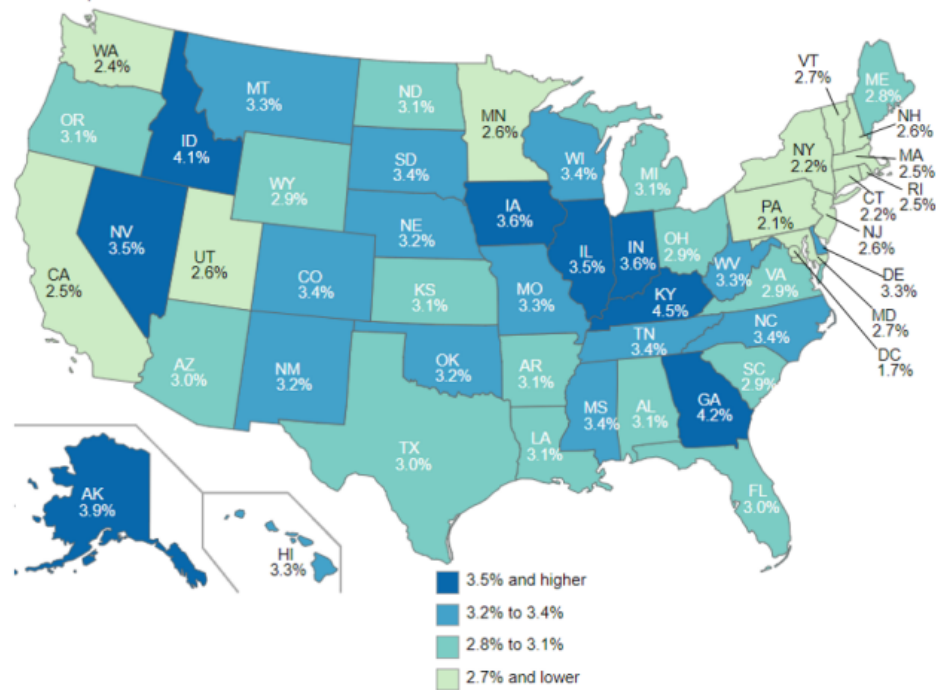 WA
2.4%
MT
3.3%
ND
3.1%
MN
2.6%
VT
2.7%
ME
2.8%
NH
2.6%
OR
3.1%
ID
4.1%
SD
3.4%
WI
3.4%
MI
3.1%
NY
2.2%
MA
2.5%
RI
2.5%
CT
2.2%
WY
2.9%
IA
3.6%
PA
2.1%
NJ
2.6%
NV
3.5%
NE
3.2%
IL
3.5%
IN
3.6%
OH
2.9%
DE
3.3%
CA
2.5%
UT
2.6%
CO
3.4%
KS
3.1%
MO
3.3%
KY
4.5%
WV
3.3%
VA
2.9%
MD
2.7%
DC
1.7%
AZ
3.0%
NM
3.2%
OK
3.2%
AR
3.1%
TN
3.4%
NC
3.4%
SC
2.9%
MS
3.4%
AL
3.1%
GA
4.2%
TX
3.0%
LA
3.1%
FL
3.0%
AK
3.9%
HI
3.3%
3.5% and higher
3.2% to 3.4%
2.8% to 3.1%
2.7% and lower